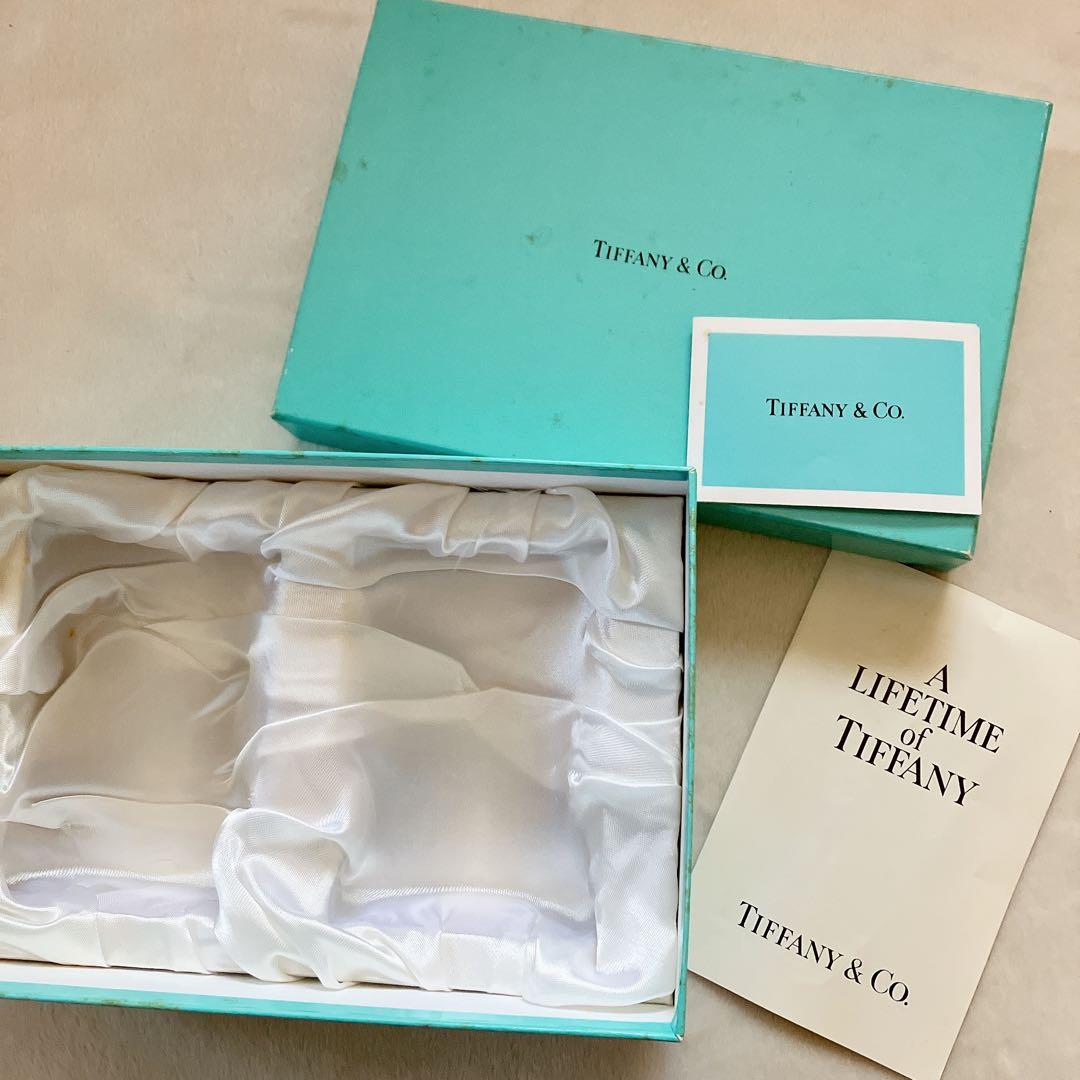 TIFFANY & CO.
TIFFANY & CO.
A
LIFETIME
of
TIFFANY
TIFFANY & CO.